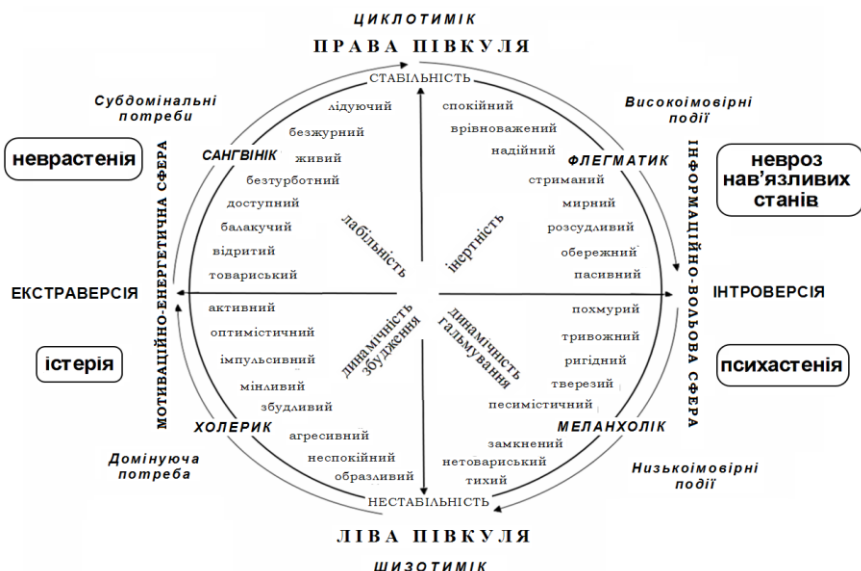 ЦИКЛОТИМІК
ПРАВА ПІВКУЛЯ
СТАБІЛЬНІСТЬ
Субдомінальні
потреби
Високоімовірні
події
неврастенія
невроз
нав’язливих
станів
МОТИВАЦІЙНО-ЕНЕРГЕТИЧНА СФЕРА
ІНФОРМАЦІЙНО-ВОЛЬОВА СФЕРА
САНГВІНІК
лідуючий
безжурний
живий
безтурботний
доступний
балакучий
відритий
товариський
лабільність
ФЛЕГМАТИК
спокійний
врівноважений
надійний
стриманий
мирний
розсудливий
обережний
пасивний
інертність
ЕКСТРАВЕРСІЯ
ІНТРОВЕРСІЯ
істерія
психастенія
активний
оптимістичний
імпульсивний
мінливий
збудливий
ХОЛЕРИК
агресивний
неспокійний
образливий
динамічність
збудження
похмурий
тривожний
ригідний
тверезий
песимістичний
МЕЛАНХОЛІК
замкнений
нетовариський
тихий
динамічність
гальмування
Домінуюча
потреба
Низькоімовірні
події
НЕСТАБІЛЬНІСТЬ
ЛІВА ПІВКУЛЯ
ШИЗОТИМІК